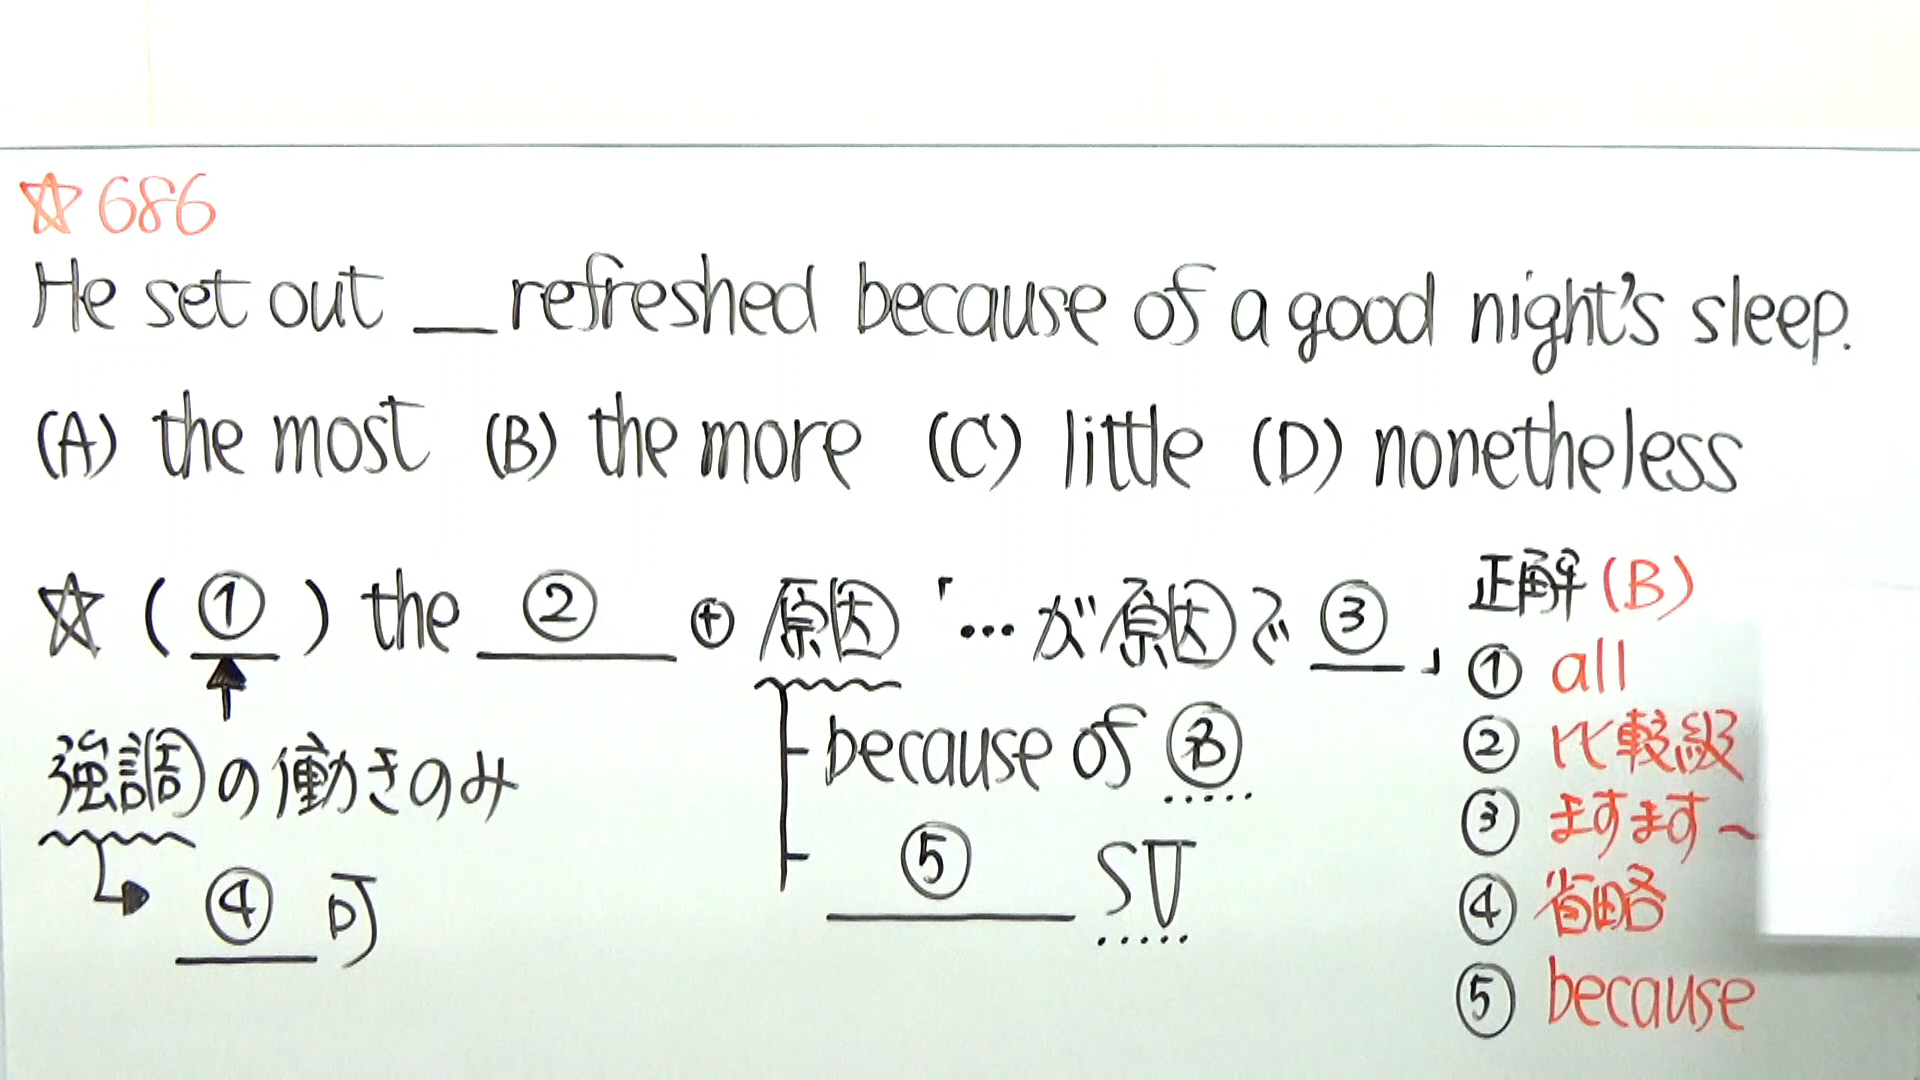 ☆686
He set out __ refreshed because of a good night's sleep.
(A) the most (B) the more (C) little (D) nonetheless
☆( ① ) the ② ⊕ 原因 「…が原因で ③ 」
強調の働きのみ
④ 可
because of 名
⑤ SV
正解 (B)
① all
② 比較級
③ ますます〜
④ 省略
⑤ because